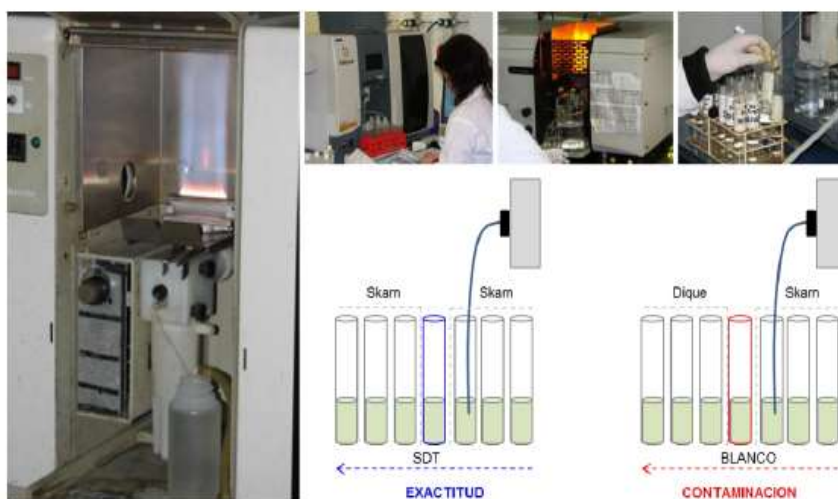 Skarn
Skarn
SDT
EXACTITUD
Dique
Skarn
BLANCO
CONTAMINACION